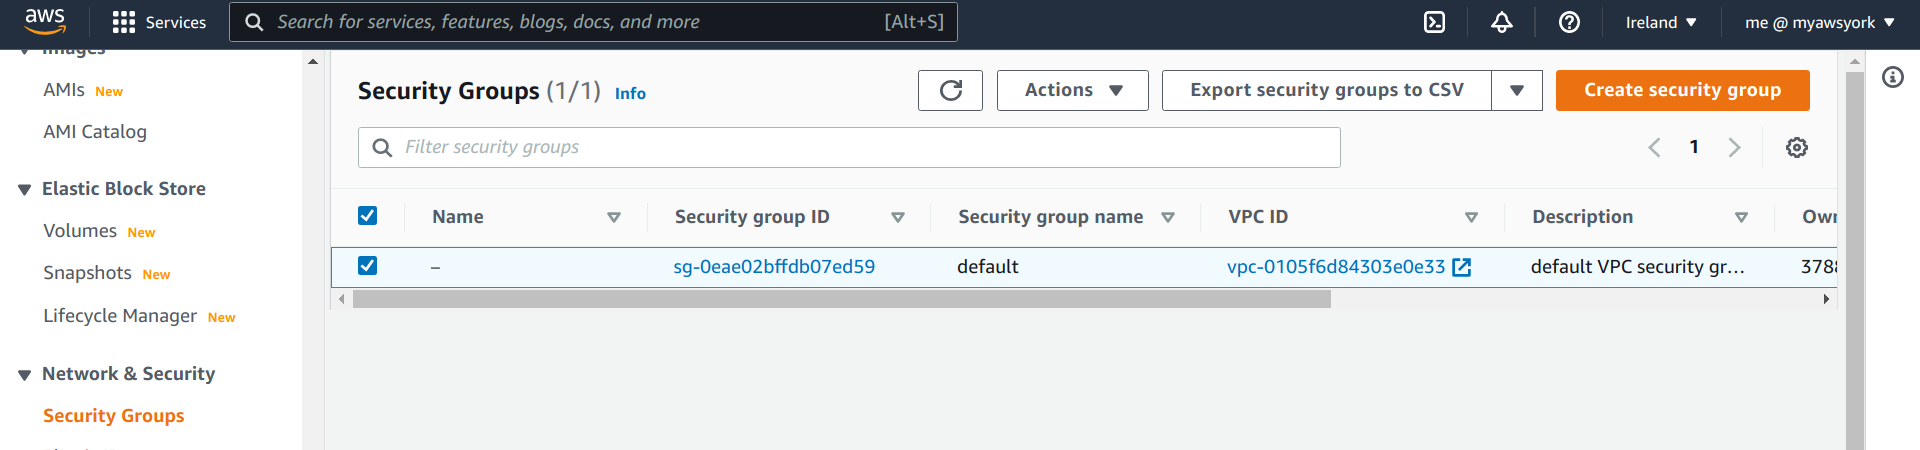 aws
Services
Search for services, features, blogs, docs, and more
[Alt+S]
Ireland
me @ myawsyork
Images
AMIs New
AMI Catalog
Elastic Block Store
Volumes New
Snapshots New
Lifecycle Manager New
Network & Security
Security Groups
Security Groups (1/1) Info
Actions
Export security groups to CSV
Create security group
Filter security groups
1
Name
Security group ID
Security group name
VPC ID
Description
Own
–
sg-0eae02bffdb07ed59
default
vpc-0105f6d84303e0e33
default VPC security gr...
378